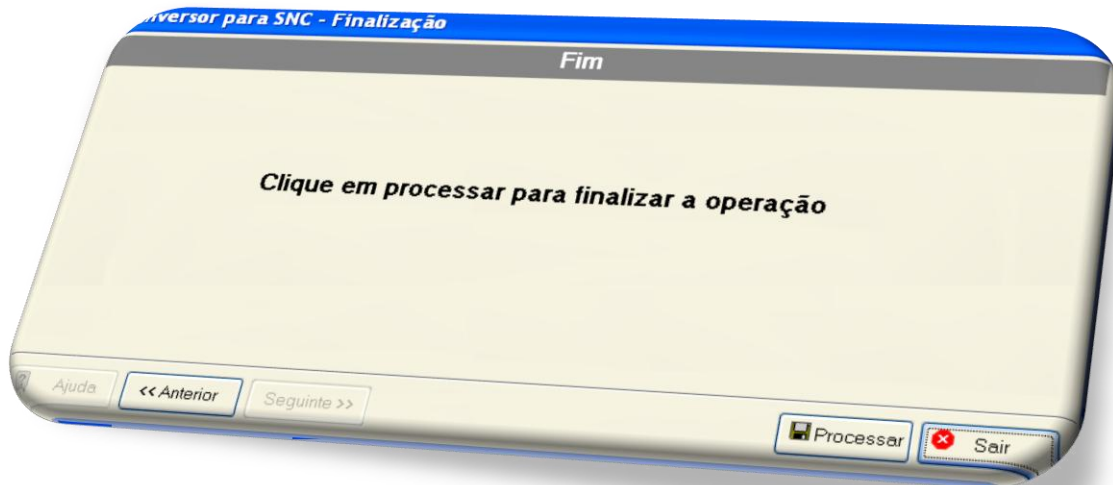 nversor para SNC - Finalização
Fim
Clique em processar para finalizar a operação
Ajuda
<< Anterior
Seguinte >>
Processar
Sair